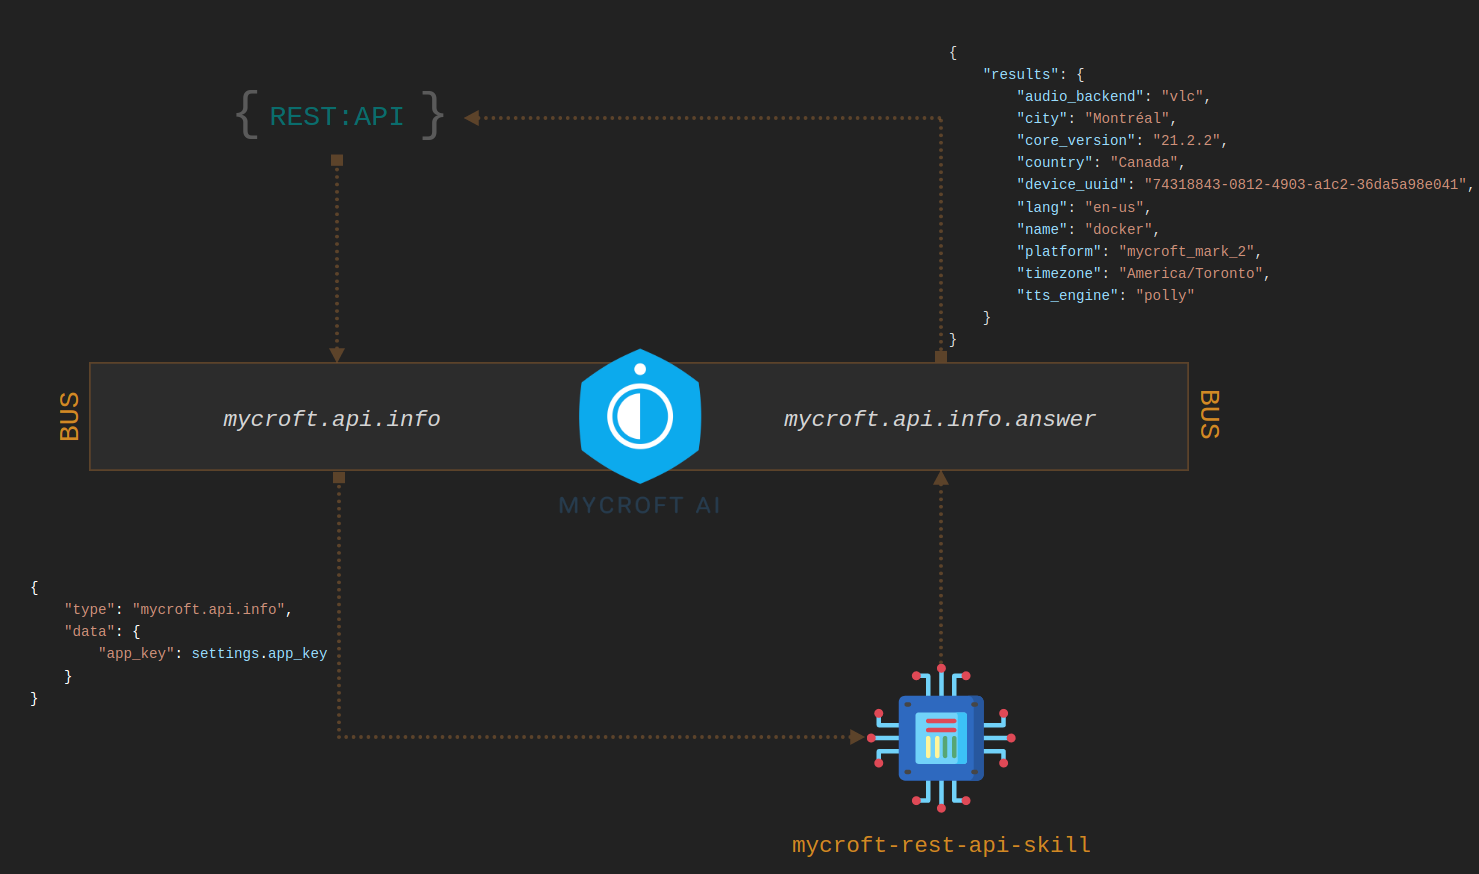 { REST:API }
{
    "results": {
        "audio_backend": "vlc",
        "city": "Montréal",
        "core_version": "21.2.2",
        "country": "Canada",
        "device_uuid": "74318843-0812-4903-a1c2-36da5a98e041",
        "lang": "en-us",
        "name": "docker",
        "platform": "mycroft_mark_2",
        "timezone": "America/Toronto",
        "tts_engine": "polly"
    }
}
BUS
mycroft.api.info
mycroft.api.info.answer
BUS
MYCROFT AI
{
    "type": "mycroft.api.info",
    "data": {
        "app_key": settings.app_key
    }
}
mycroft-rest-api-skill